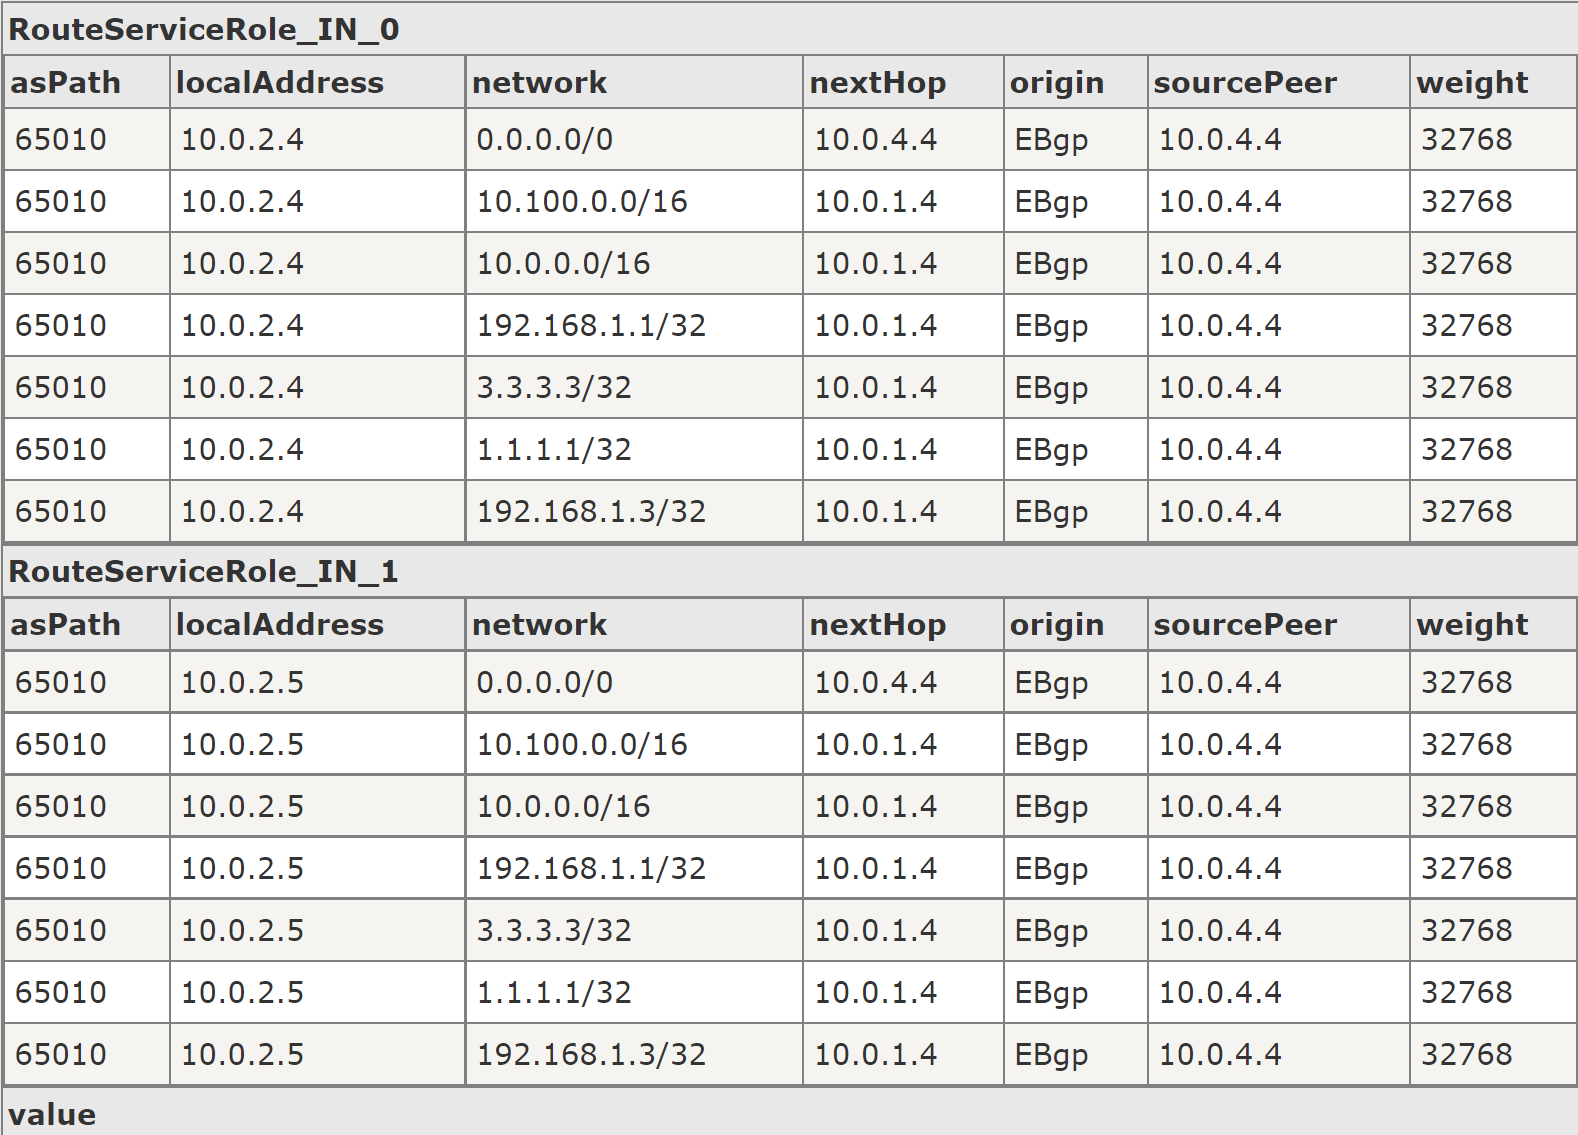 RouteServiceRole_IN_0
asPath localAddress network nextHop origin sourcePeer weight
65010 10.0.2.4 0.0.0.0/0 10.0.4.4 EBgp 10.0.4.4 32768
65010 10.0.2.4 10.100.0.0/16 10.0.1.4 EBgp 10.0.4.4 32768
65010 10.0.2.4 10.0.0.0/16 10.0.1.4 EBgp 10.0.4.4 32768
65010 10.0.2.4 192.168.1.1/32 10.0.1.4 EBgp 10.0.4.4 32768
65010 10.0.2.4 3.3.3.3/32 10.0.1.4 EBgp 10.0.4.4 32768
65010 10.0.2.4 1.1.1.1/32 10.0.1.4 EBgp 10.0.4.4 32768
65010 10.0.2.4 192.168.1.3/32 10.0.1.4 EBgp 10.0.4.4 32768
RouteServiceRole_IN_1
asPath localAddress network nextHop origin sourcePeer weight
65010 10.0.2.5 0.0.0.0/0 10.0.4.4 EBgp 10.0.4.4 32768
65010 10.0.2.5 10.100.0.0/16 10.0.1.4 EBgp 10.0.4.4 32768
65010 10.0.2.5 10.0.0.0/16 10.0.1.4 EBgp 10.0.4.4 32768
65010 10.0.2.5 192.168.1.1/32 10.0.1.4 EBgp 10.0.4.4 32768
65010 10.0.2.5 3.3.3.3/32 10.0.1.4 EBgp 10.0.4.4 32768
65010 10.0.2.5 1.1.1.1/32 10.0.1.4 EBgp 10.0.4.4 32768
65010 10.0.2.5 192.168.1.3/32 10.0.1.4 EBgp 10.0.4.4 32768
value